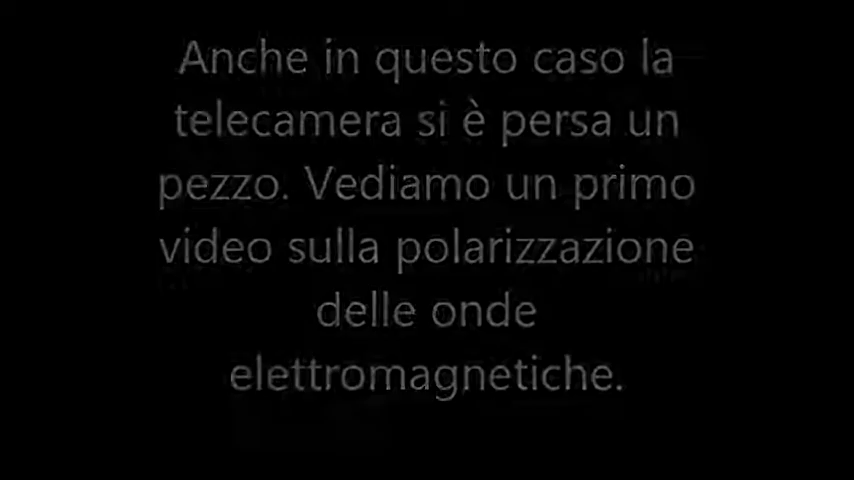 Anche in questo caso la
telecamera si è persa un
pezzo. Vediamo un primo
video sulla polarizzazione
delle onde
elettromagnetiche.